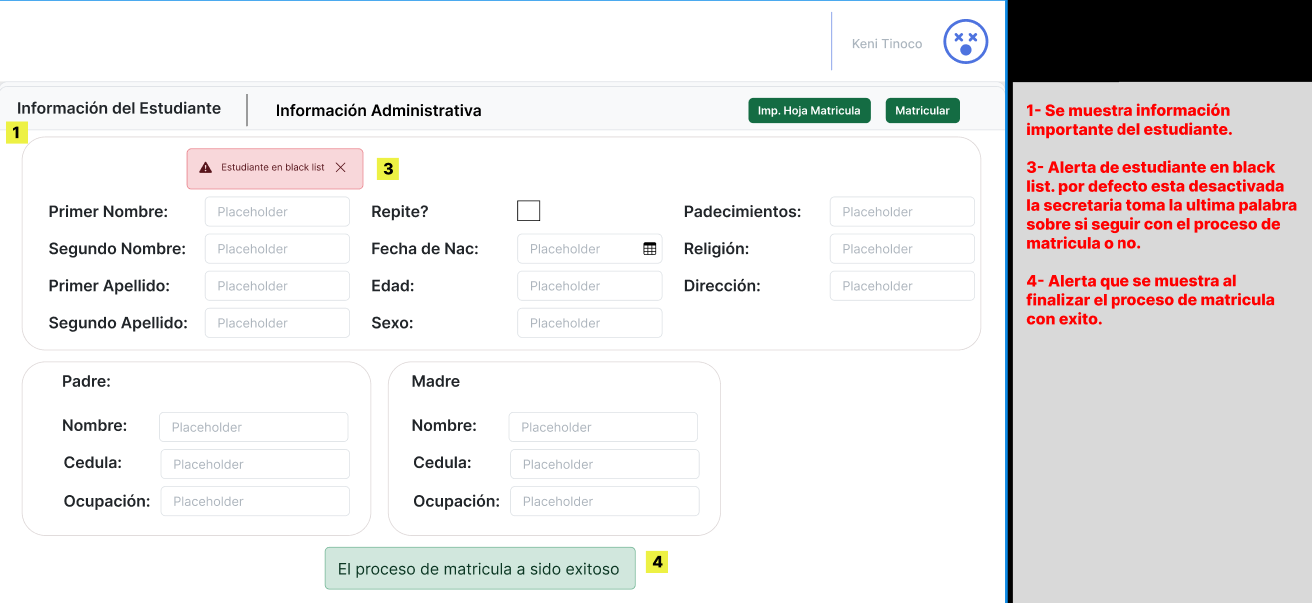 Keni Tinoco
Información del Estudiante
Información Administrativa
Imp. Hoja Matricula
Matricular
1
Estudiante en black list
3
Primer Nombre:
Placeholder
Repite?
Padecimientos:
Placeholder
Segundo Nombre:
Placeholder
Fecha de Nac:
Placeholder
Religión:
Placeholder
Primer Apellido:
Placeholder
Edad:
Placeholder
Dirección:
Placeholder
Segundo Apellido:
Placeholder
Sexo:
Placeholder
Padre:
Nombre:
Placeholder
Cedula:
Placeholder
Ocupación:
Placeholder
Madre
Nombre:
Placeholder
Cedula:
Placeholder
Ocupación:
Placeholder
El proceso de matricula a sido exitoso
4
1- Se muestra información
importante del estudiante.
3- Alerta de estudiante en black
list. por defecto esta desactivada
la secretaria toma la ultima palabra
sobre si seguir con el proceso de
matricula o no.
4- Alerta que se muestra al
finalizar el proceso de matricula
con exito.